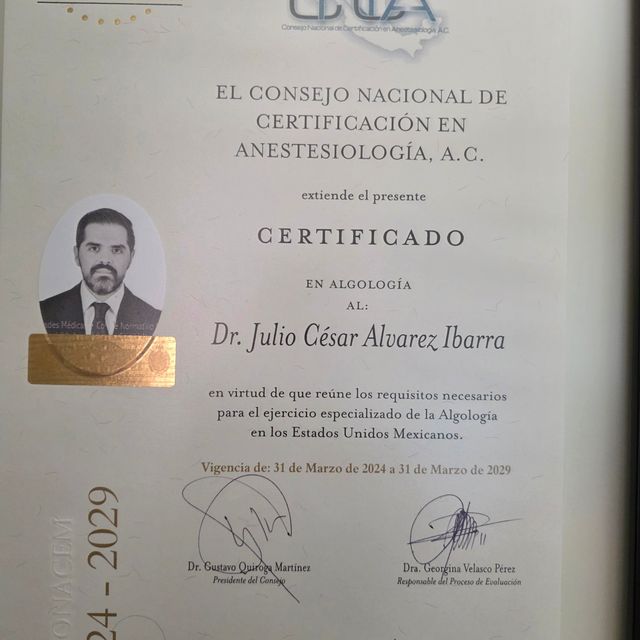 Consejo Nacional de Certificación en Anestesiología A.C.
EL CONSEJO NACIONAL DE
CERTIFICACIÓN EN
ANESTESIOLOGÍA, A.C.
extiende el presente
CERTIFICADO
EN ALGOLOGÍA
AL:
Dr. Julio César Alvarez Ibarra
en virtud de que reúne los requisitos necesarios
para el ejercicio especializado de la Algología
en los Estados Unidos Mexicanos.
Vigencia de: 31 de Marzo de 2024 a 31 de Marzo de 2029
Dr. Gustavo Quiroga Martínez
Presidente del Consejo
Dra. Georgina Velasco Pérez
Responsable del Proceso de Evaluación
24 - 2029
CONACEM